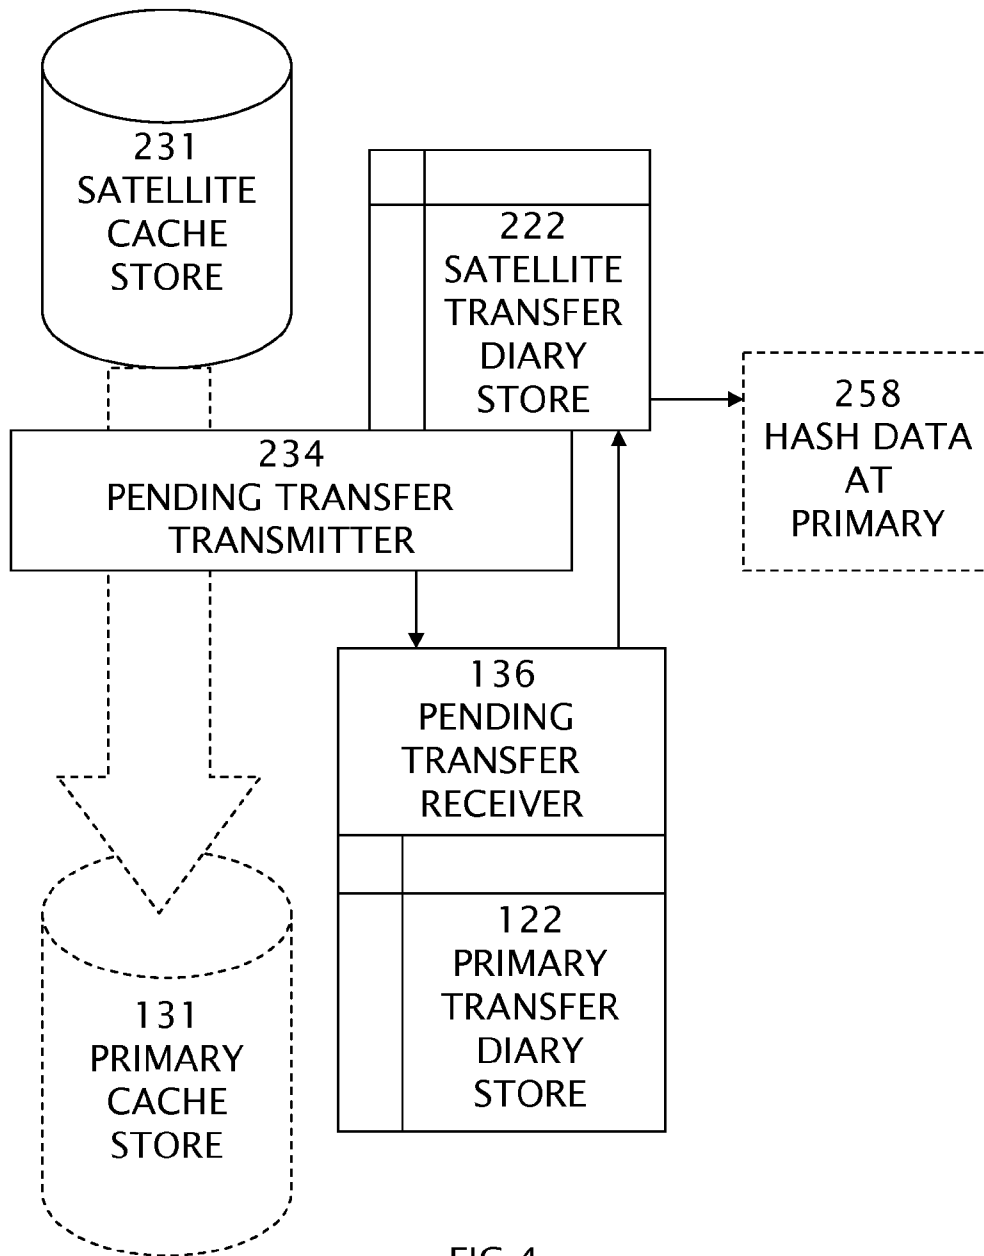 231
SATELLITE
CACHE
STORE
222
SATELLITE
TRANSFER
DIARY
STORE
258
HASH DATA
AT
PRIMARY
234
PENDING TRANSFER
TRANSMITTER
136
PENDING
TRANSFER
RECEIVER
122
PRIMARY
TRANSFER
DIARY
STORE
131
PRIMARY
CACHE
STORE
FIG 4